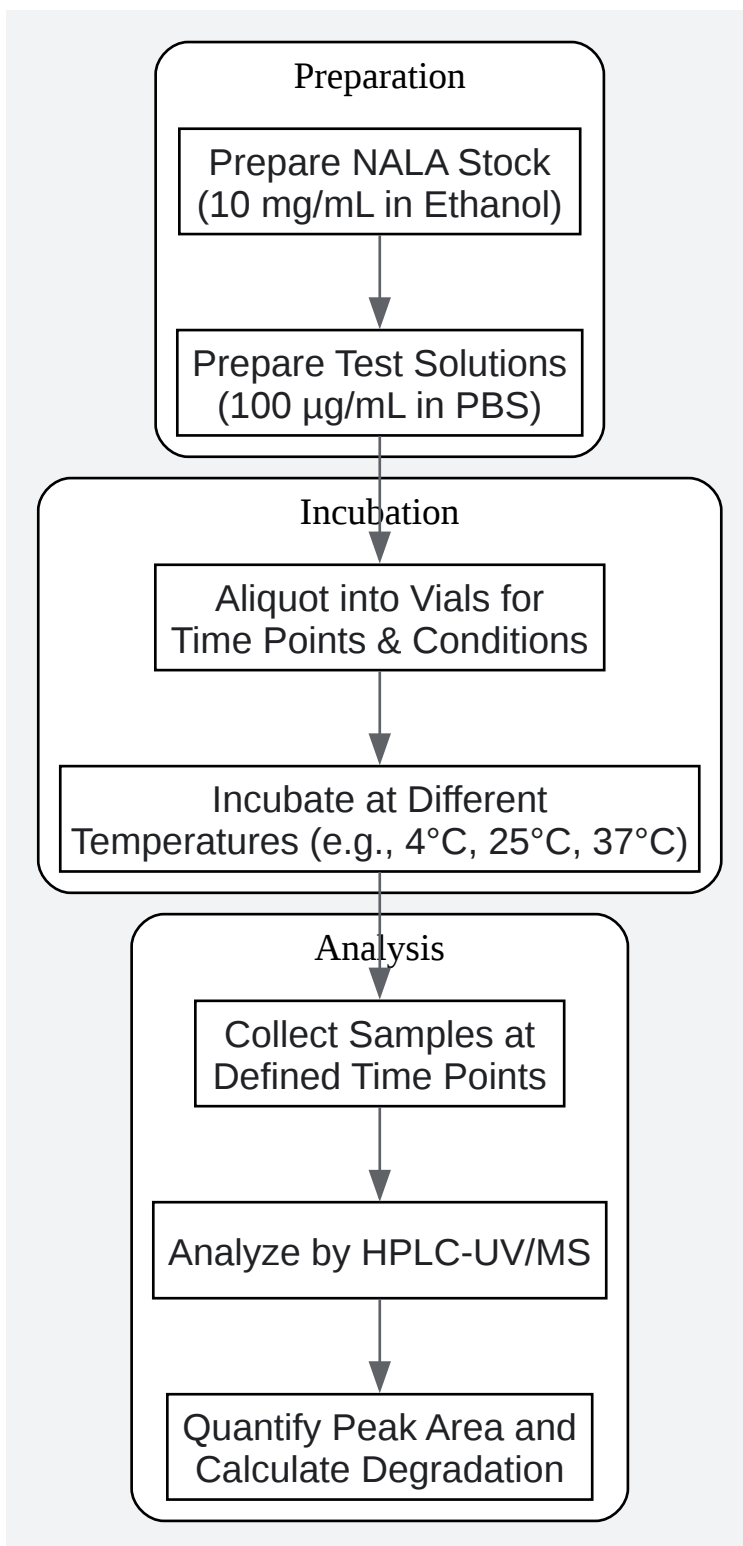 Preparation
Prepare NALA Stock
(10 mg/mL in Ethanol)
Prepare Test Solutions
(100 µg/mL in PBS)
Incubation
Aliquot into Vials for
Time Points & Conditions
Incubate at Different
Temperatures (e.g., 4°C, 25°C, 37°C)
Analysis
Collect Samples at
Defined Time Points
Analyze by HPLC-UV/MS
Quantify Peak Area and
Calculate Degradation